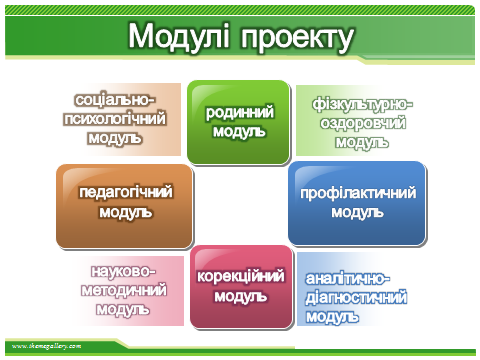 Модулі проекту
соціально-
психологічний
модуль
родинний
модуль
фізкультурно-
оздоровчий
модуль
педагогічний
модуль
профілактичний
модуль
науково-
методичний
модуль
корекційний
модуль
аналітично-
діагностичний
модуль
www.themegallery.com